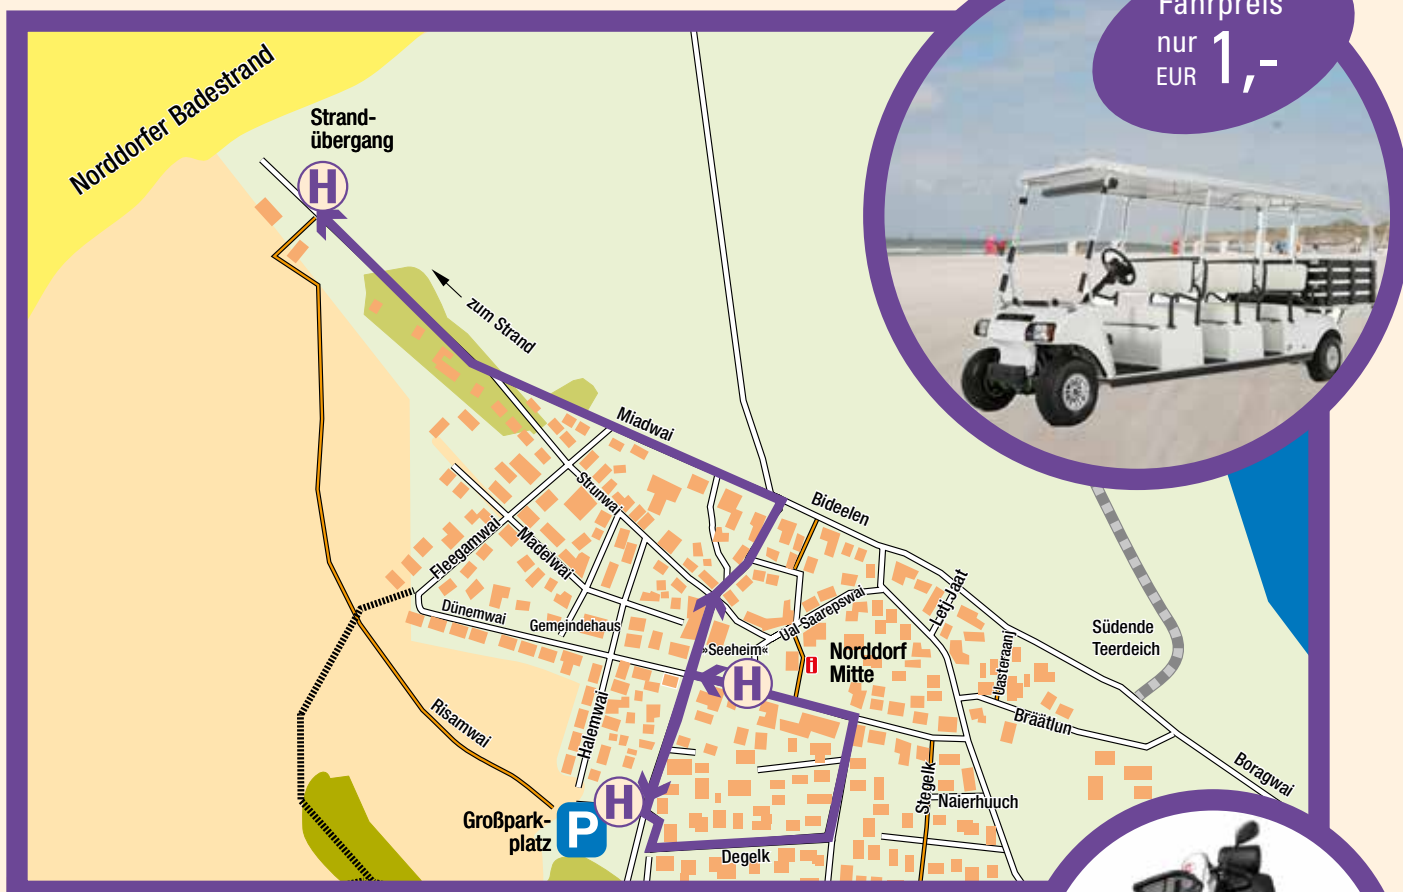 Fahrpreis
nur
EUR 1,-
Norddorfer Badestrand
Strand-
übergang
H
zum Strand
Miadwai
Bideelen
Strunwai
Fleegamwai
Madelwai
Dünemwai
Gemeindehaus
Üal Saarepswai
Letj Jaat
Uasteraanj
Südende
Teerdeich
»Seeheim«
H
i
Norddorf
Mitte
Bräätlun
Boragwai
Risamwai
Halemwai
H
Großpark-
platz
P
Degelk
Stegelk
Naierhuuch